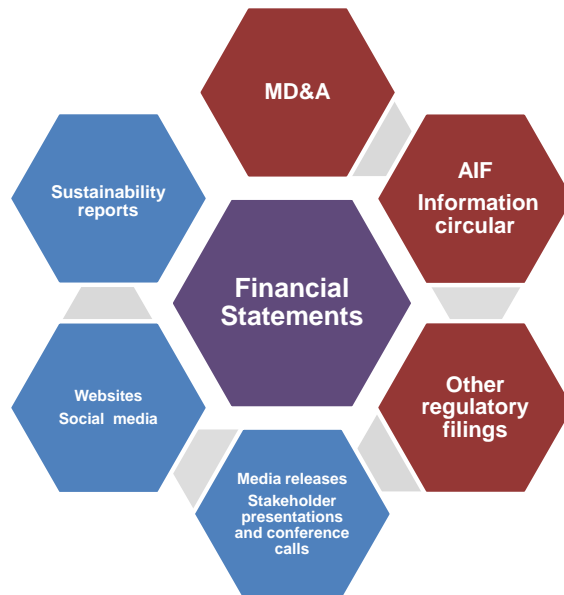 MD&A
AIF
Information
circular
Sustainability
reports
Financial
Statements
Other
regulatory
filings
Websites
Social media
Media releases
Stakeholder
presentations
and conference
calls